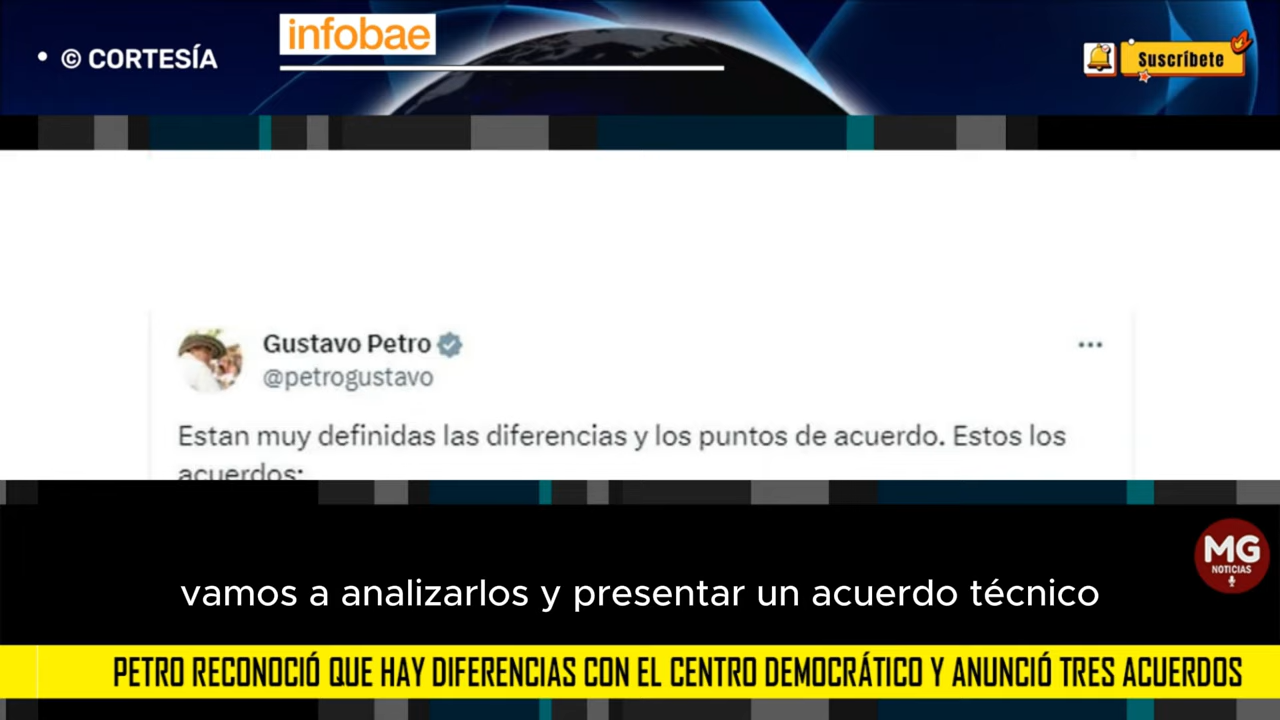 • © CORTESÍA
infobae
Suscríbete
Gustavo Petro
@petrogustavo
Estan muy definidas las diferencias y los puntos de acuerdo. Estos los
acuerdos:
MG
NOTICIAS
vamos a analizarlos y presentar un acuerdo técnico
PETRO RECONOCIÓ QUE HAY DIFERENCIAS CON EL CENTRO DEMOCRÁTICO Y ANUNCIÓ TRES ACUERDOS